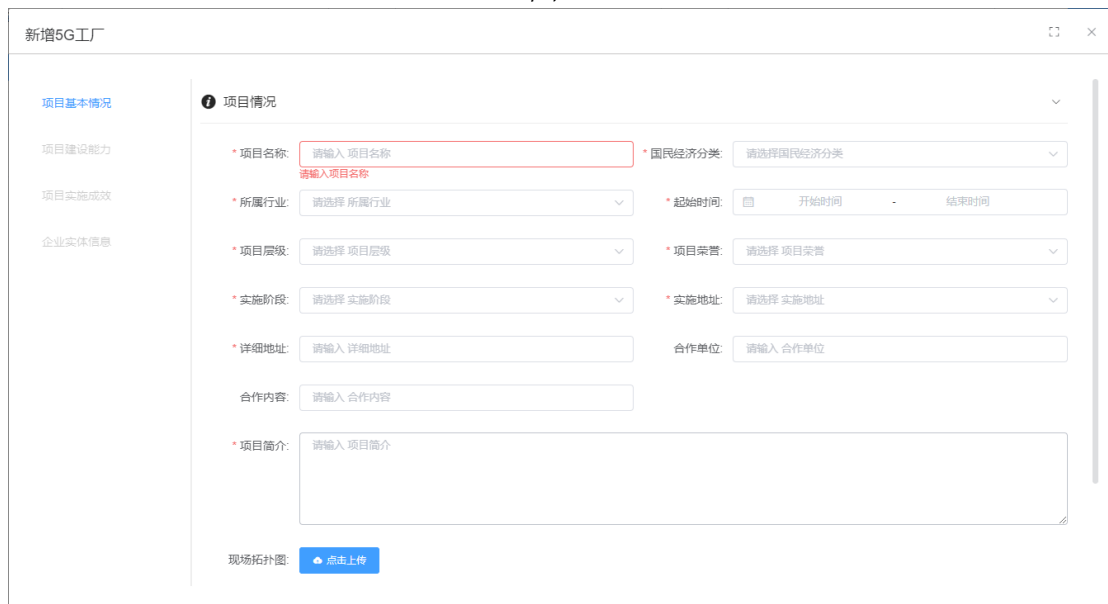 新增5G工厂
项目基本情况
项目建设能力
项目实施成效
企业实体信息
项目情况
* 项目名称: 请输入 项目名称 * 国民经济分类: 请选择国民经济分类
请输入项目名称
* 所属行业: 请选择 所属行业 * 起始时间: 开始时间 - 结束时间
* 项目层级: 请选择 项目层级 * 项目荣誉: 请选择 项目荣誉
* 实施阶段: 请选择 实施阶段 * 实施地址: 请选择 实施地址
* 详细地址: 请输入 详细地址 合作单位: 请输入 合作单位
合作内容: 请输入 合作内容
* 项目简介: 请输入 项目简介
现场拓扑图: 点击上传